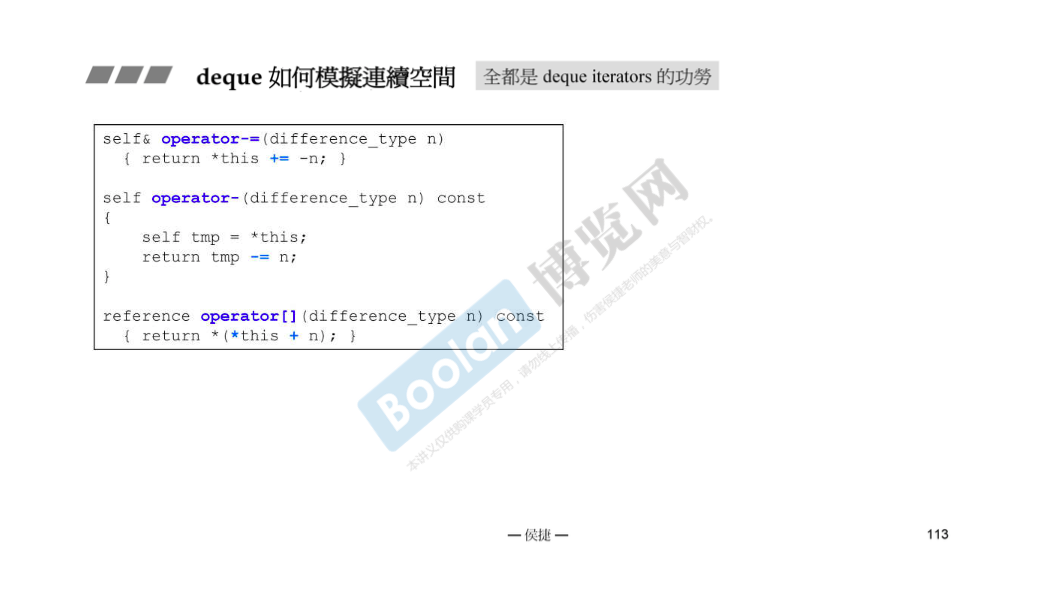 deque 如何模擬連續空間 全都是 deque iterators 的功勞
self& operator-=(difference_type n)
{ return *this += -n; }
self operator-(difference_type n) const
{
self tmp = *this;
return tmp -= n;
}
reference operator[](difference_type n) const
{ return *(*this + n); }
Boolan 博览网
本讲义仅供购课学员专用，请勿线上传播，伤害侯捷老师的美意与智财权。
— 侯捷 —
113